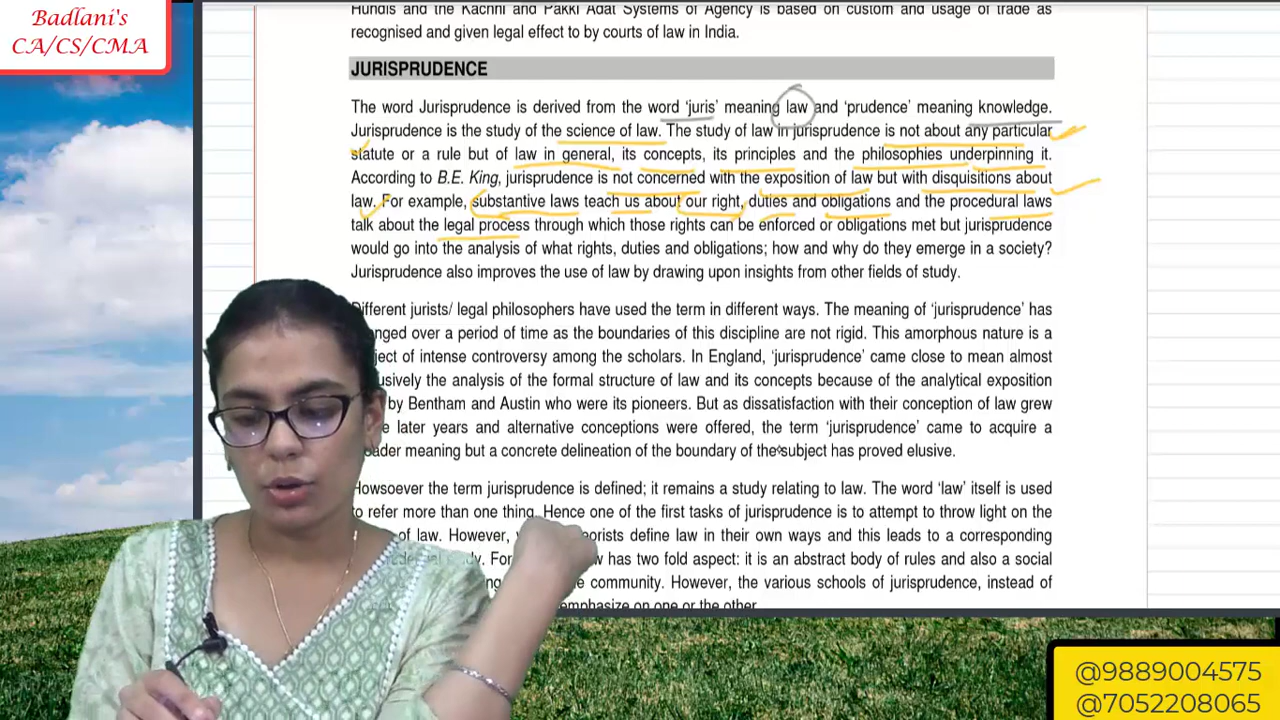 Badlani's
CA/CS/CMA
Hundis and the Kachhi and Pakki Adat Systems of Agency is based on custom and usage of trade as
recognised and given legal effect to by courts of law in India.
JURISPRUDENCE
The word Jurisprudence is derived from the word 'juris' meaning law and 'prudence' meaning knowledge.
Jurisprudence is the study of the science of law. The study of law in jurisprudence is not about any particular
statute or a rule but of law in general, its concepts, its principles and the philosophies underpinning it.
According to B.E. King, jurisprudence is not concerned with the exposition of law but with disquisitions about
law. For example, substantive laws teach us about our right, duties and obligations and the procedural laws
talk about the legal process through which those rights can be enforced or obligations met but jurisprudence
would go into the analysis of what rights, duties and obligations; how and why do they emerge in a society?
Jurisprudence also improves the use of law by drawing upon insights from other fields of study.
Different jurists/ legal philosophers have used the term in different ways. The meaning of 'jurisprudence' has
over a period of time as the boundaries of this discipline are not rigid. This amorphous nature is a
of intense controversy among the scholars. In England, 'jurisprudence' came close to mean almost
the analysis of the formal structure of law and its concepts because of the analytical exposition
by Bentham and Austin who were its pioneers. But as dissatisfaction with their conception of law grew
later years and alternative conceptions were offered, the term 'jurisprudence' came to acquire a
meaning but a concrete delineation of the boundary of the subject has proved elusive.
Howsoever the term jurisprudence is defined; it remains a study relating to law. The word 'law' itself is used
to refer more than one thing. Hence one of the first tasks of jurisprudence is to attempt to throw light on the
of law. However, define law in their own ways and this leads to a corresponding
has two fold aspect: it is an abstract body of rules and also a social
community. However, the various schools of jurisprudence, instead of
emphasize on one or the other.
@9889004575
@7052208065